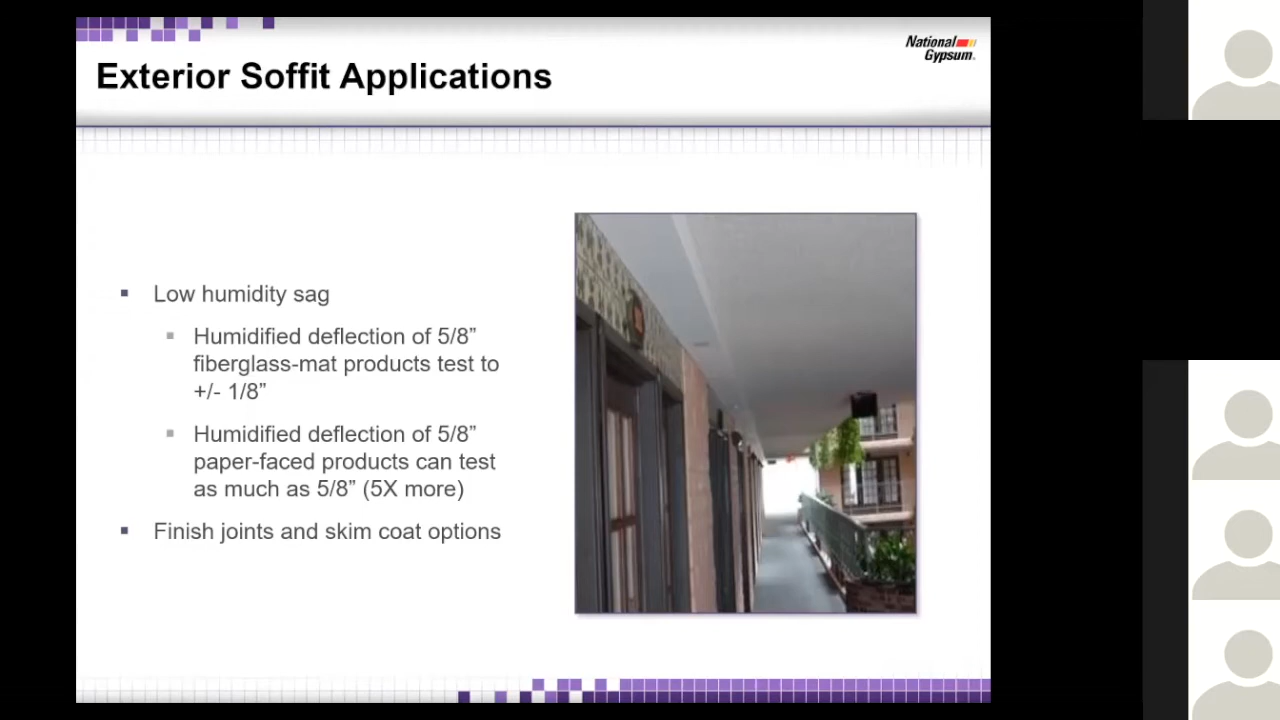 National
Gypsum.
Exterior Soffit Applications
Low humidity sag
Humidified deflection of 5/8”
fiberglass-mat products test to
+/- 1/8”
Humidified deflection of 5/8”
paper-faced products can test
as much as 5/8” (5X more)
Finish joints and skim coat options